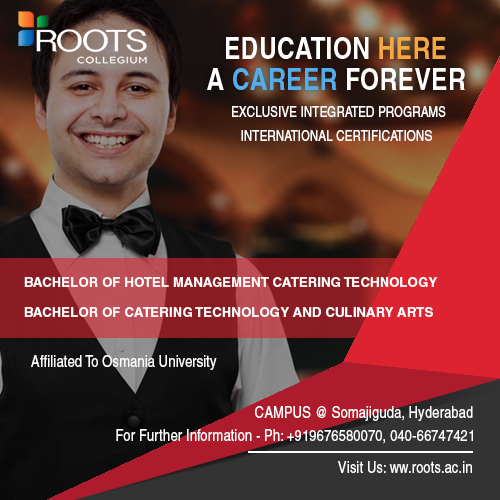 ROOTS
COLLEGIUM
EDUCATION HERE
A CAREER FOREVER
EXCLUSIVE INTEGRATED PROGRAMS
INTERNATIONAL CERTIFICATIONS
BACHELOR OF HOTEL MANAGEMENT CATERING TECHNOLOGY
BACHELOR OF CATERING TECHNOLOGY AND CULINARY ARTS
Affiliated To Osmania University
CAMPUS @ Somajiguda, Hyderabad
For Further Information - Ph: +919676580070, 040-66747421
Visit Us: ww.roots.ac.in